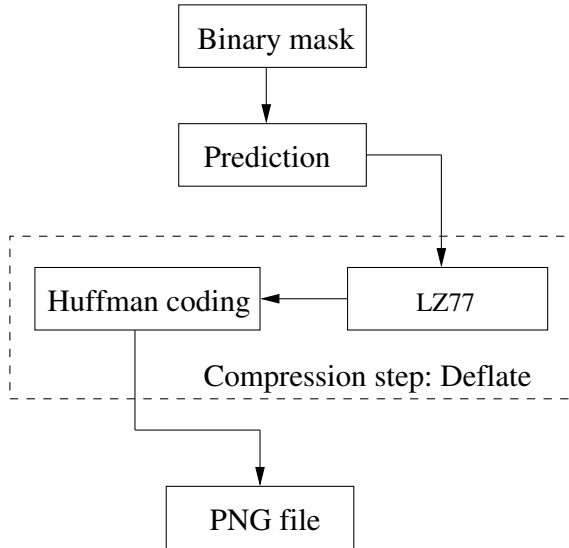 Binary mask
Prediction
Huffman coding
LZ77
Compression step: Deflate
PNG file